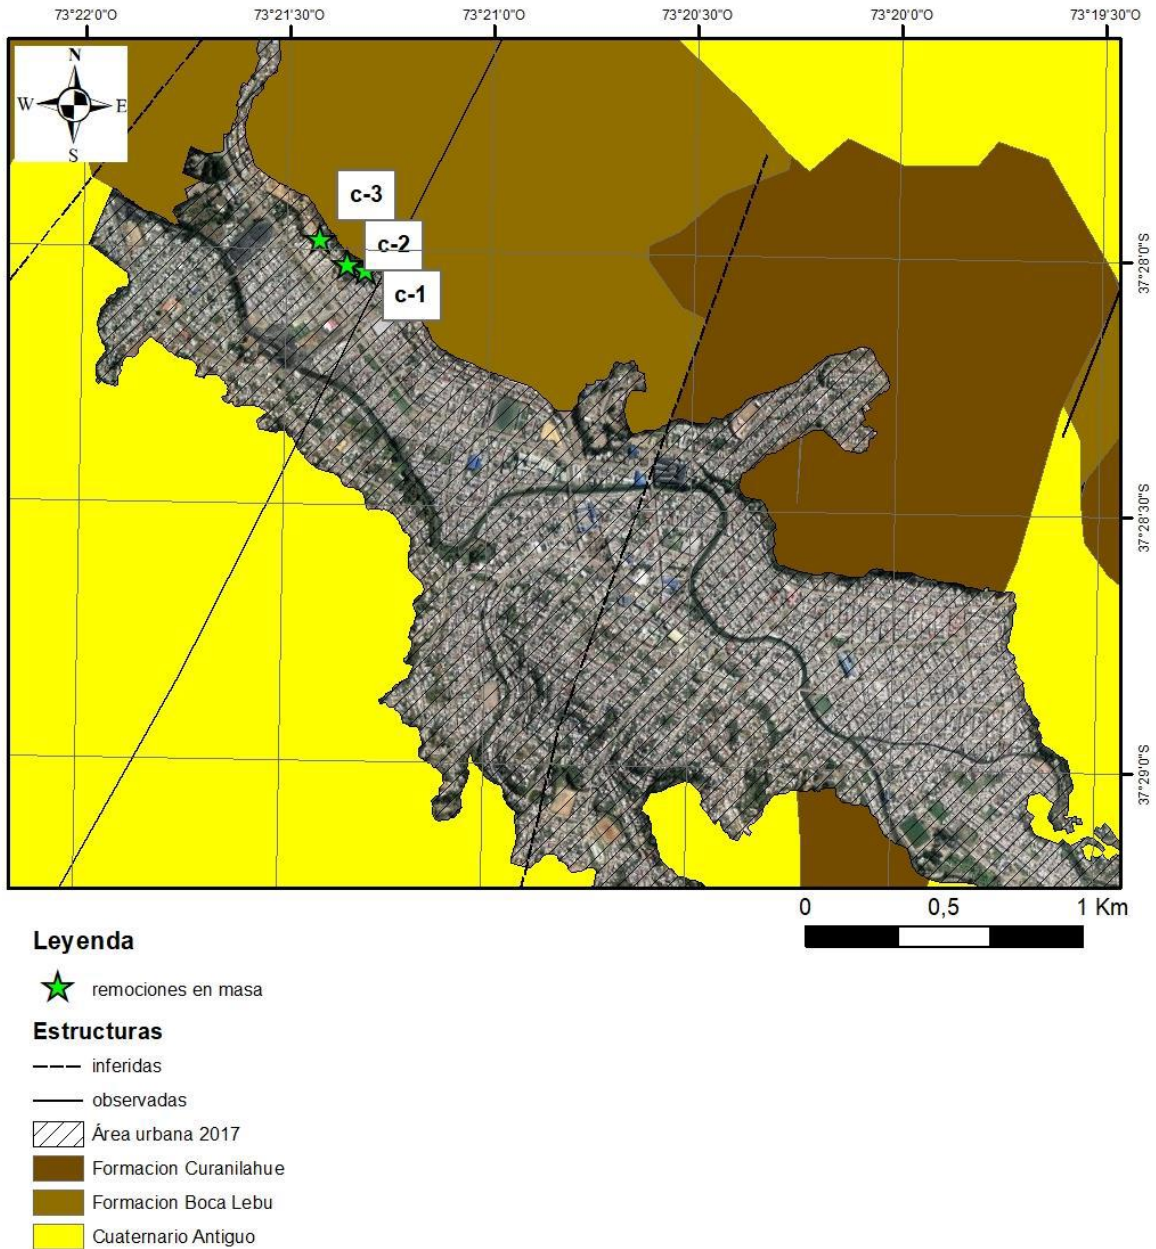 73°22'0"O 73°21'30"O 73°21'0"O 73°20'30"O 73°20'0"O 73°19'30"O
N
W E
S
c-3
c-2
c-1
37°28'0"S
37°28'30"S
37°29'0"S
0 0,5 1 Km
Leyenda
remociones en masa
Estructuras
inferidas
observadas
Área urbana 2017
Formacion Curanilahue
Formacion Boca Lebu
Cuaternario Antiguo